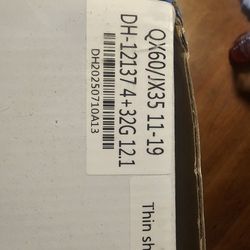 QX60/JX35 11-19
DH-12137 4+32G 12.1
DH20250710A13
Thin sh